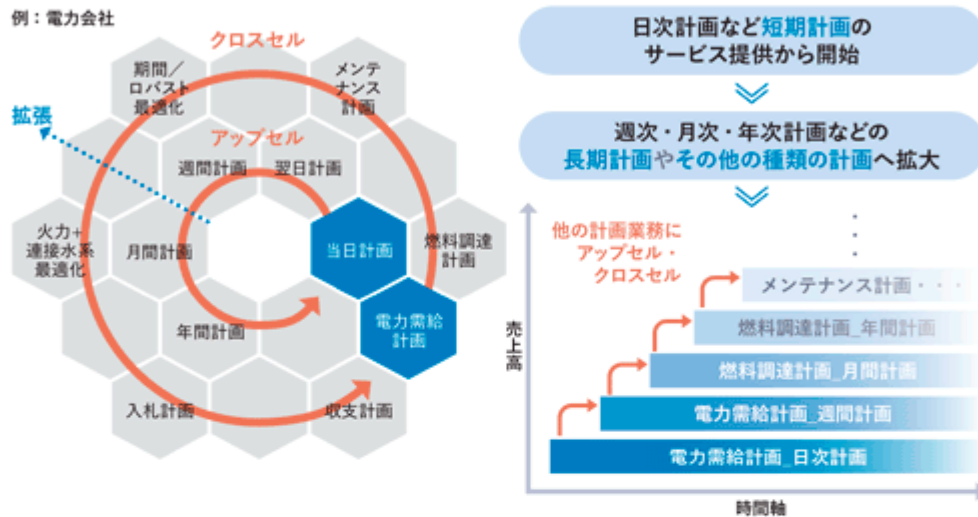 例：電力会社
クロスセル
期間／
ロバスト
最適化
メンテ
ナンス
計画
拡張
アップセル
週間計画
翌日計画
火力＋
連接水系
最適化
月間計画
当日計画
燃料調達
計画
年間計画
電力需給
計画
入札計画
収支計画
日次計画など短期計画の
サービス提供から開始
週次・月次・年次計画などの
長期計画やその他の種類の計画へ拡大
他の計画業務に
アップセル・
クロスセル
メンテナンス計画・・・
燃料調達計画_年間計画
燃料調達計画_月間計画
電力需給計画_週間計画
電力需給計画_日次計画
売上高
時間軸